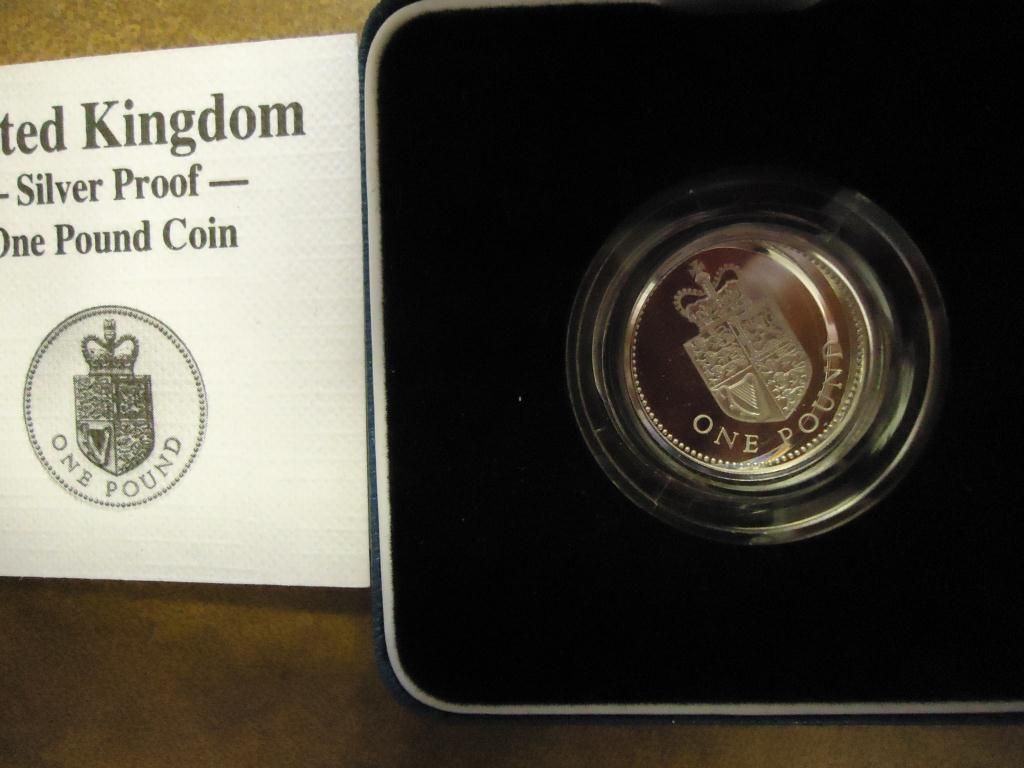 ted Kingdom
– Silver Proof —
One Pound Coin
ONE POUND
ONE POUND